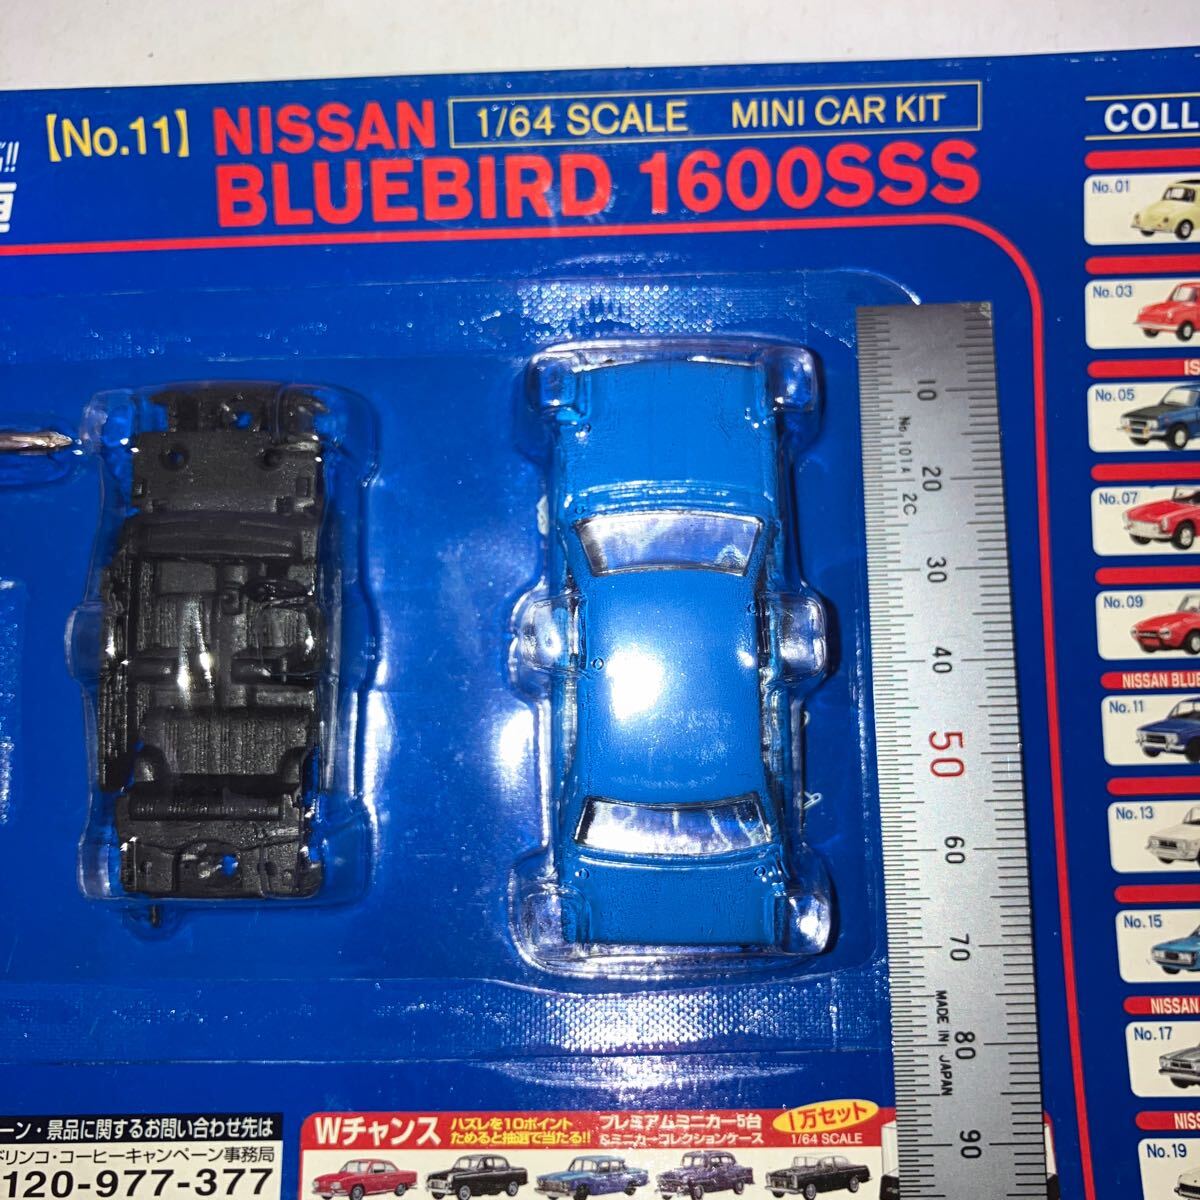 【No.11】
NISSAN
1/64 SCALE MINI CAR KIT
BLUEBIRD 1600SSS
COLL
No.01
No.03
IS
No.05
No.07
No.09
NISSAN BLUE
No.11
No.13
No.15
NISSAN
No.17
NISS
No.19
10
No.101A 2C
20
30
40
50
60
70
MADE IN JAPAN
80
90
ーン・景品に関するお問い合わせ先は
ドリンコ・コーヒーキャンペーン事務局
120-977-377
Wチャンス
ハズレを10ポイント
ためると抽選で当たる!!
プレミアムミニカー5台
&ミニカーコレクションケース
1万セット
1/64 SCALE